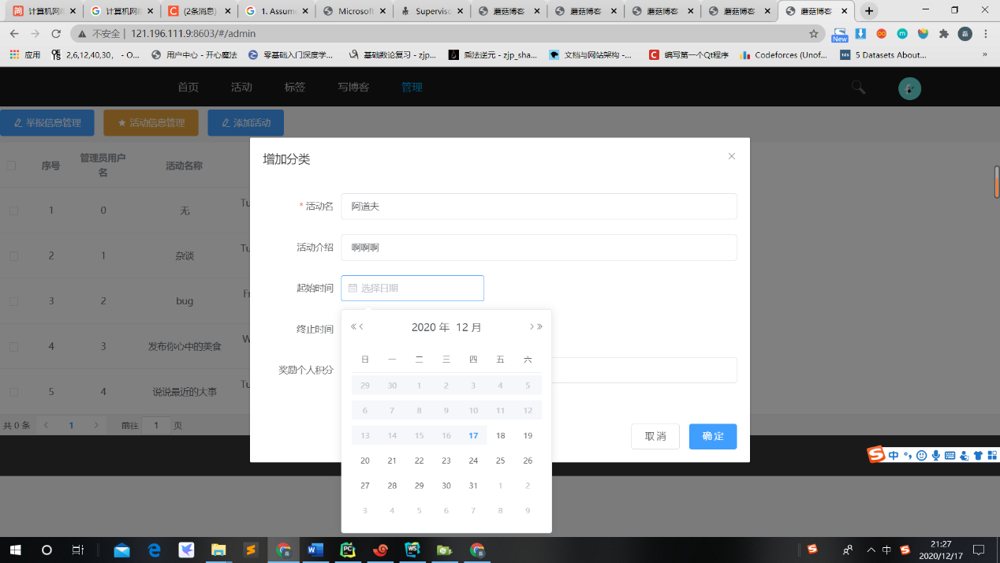 计算机网
计算机网
(2条消息)
1. Assum
Microsoft
Supervis
蘑菇博客
蘑菇博客
蘑菇博客
蘑菇博客
蘑菇博客
不安全 | 121.196.111.9:8603/#/admin
New
应用
2,6,12,40,30, - O...
用户中心 - 开心魔法
零基础入门深度学...
基础数论复习 - zjp...
乘法逆元 - zjp_sha...
文档与网站架构 -...
编写第一个Qt程序
Codeforces (Unof...
5 Datasets About...
»
首页 活动 标签 写博客 管理
举报信息管理 活动信息管理 添加活动
序号 管理员用户名 活动名称
1 0 无 Tu
2 1 杂谈 Tu
3 2 bug Fr
4 3 发布你心中的美食 W
5 4 说说最近的大事 Tu
共 0 条 1 前往 1 页
增加分类
* 活动名 阿道夫
活动介绍 啊啊啊
起始时间 选择日期
终止时间
奖励个人积分
2020 年 12 月
日 一 二 三 四 五 六
29 30 1 2 3 4 5
6 7 8 9 10 11 12
13 14 15 16 17 18 19
20 21 22 23 24 25 26
27 28 29 30 31 1 2
3 4 5 6 7 8 9
取消 确定
中
中
21:27
2020/12/17